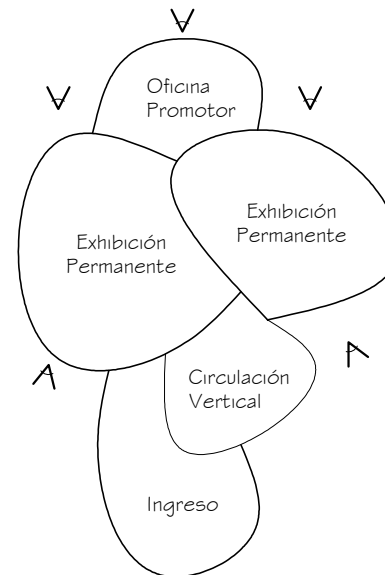 Oficina
Promotor
Exhibición
Permanente
Exhibición
Permanente
Circulación
Vertical
Ingreso